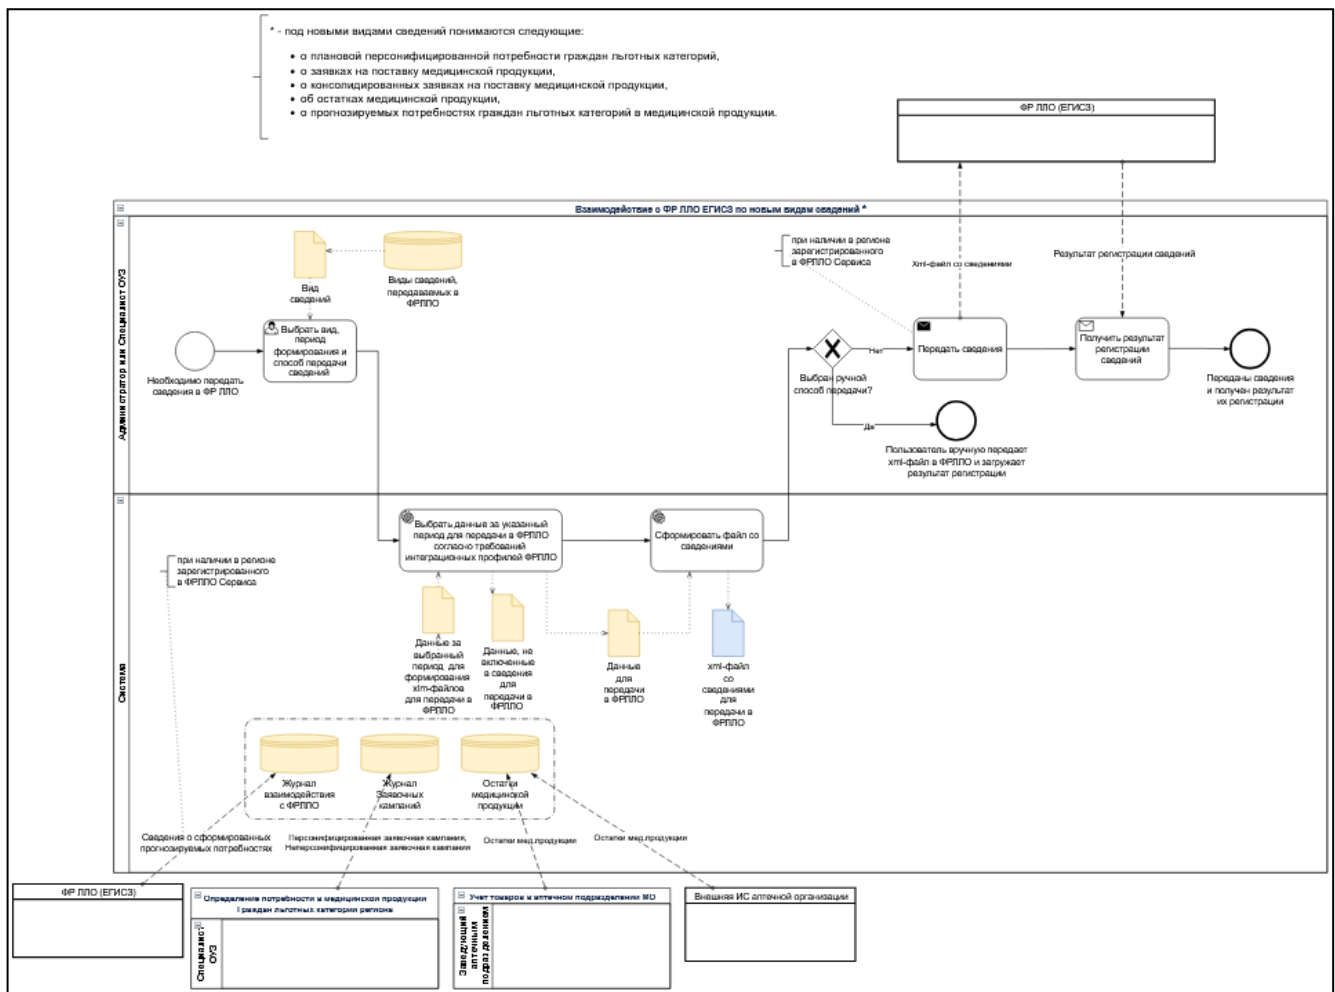 * - под новыми видами сведений понимаются следующие:
• о плановой персонифицированной потребности граждан льготных категорий,
• о заявках на поставку медицинской продукции,
• о консолидированных заявках на поставку медицинской продукции,
• об остатках медицинской продукции,
• о прогнозируемых потребностях граждан льготных категорий в медицинской продукции.
ФР ЛЛО (ЕГИСЗ)
Взаимодействие с ФР ЛЛО ЕГИСЗ по новым видам сведений *
Администратор или Специалист ОУЗ
Вид
сведений
Виды сведений,
передаваемых в
ФРЛЛО
при наличии в регионе
зарегистрированного
в ФРЛЛО Сервиса
Xml-файл со сведениями
Результат регистрации сведений
Необходимо передать
сведения в ФР ЛЛО
Выбрать вид,
период
формирования и
способ передачи
сведений
Выбран ручной
способ передачи?
Нет
Да
Передать сведения
Получить результат
регистрации
сведений
Переданы сведения
и получен результат
их регистрации
Пользователь вручную передает
xml-файл в ФРЛЛО и загружает
результат регистрации
Система
Выбрать данные за указанный
период для передачи в ФРЛЛО
согласно требований
интеграционных профилей ФРЛЛО
Сформировать файл со
сведениями
при наличии в регионе
зарегистрированного
в ФРЛЛО Сервиса
Данные за
выбранный
период, для
формирования
xlm-файлов
для передачи в
ФРЛЛО
Данные, не
включенные
в сведения
для
передачи в
ФРЛЛО
Данные
для
передачи
в ФРЛЛО
xml-файл
со
сведениями
для
передачи в
ФРЛЛО
Журнал
взаимодействия
с ФРЛЛО
Журнал
Заявочных
кампаний
Остатки
медицинской
продукции
Сведения о сформированных
прогнозируемых потребностях
Персонифицированная заявочная кампания,
Неперсонифицированная заявочная кампания
Остатки мед.продукции
Остатки мед.продукции
ФР ЛЛО (ЕГИСЗ)
Определение потребности в медицинской продукции
граждан льготных категории регионе
Специалист
ОУЗ
Учет товаров в аптечном подразделении МО
Заведующий
аптечным
подразделением
Внешняя ИС аптечной организации